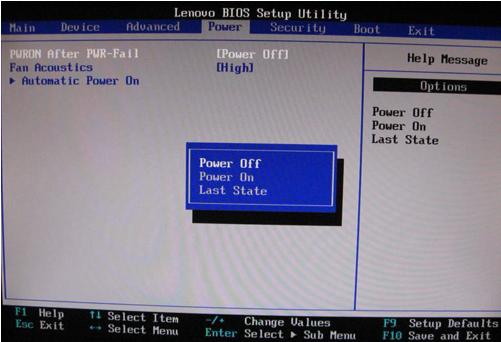 Lenovo BIOS Setup Utility
Main Device Advanced Power Security Boot Exit
PWRON After PWR-Fail [Power Off]
Fan Acoustics [High]
▶ Automatic Power On
Help Message
Options
Power Off
Power On
Last State
Power Off
Power On
Last State
F1 Help ↑↓ Select Item -/+ Change Values F9 Setup Defaults
Esc Exit ↔ Select Menu Enter Select ▶ Sub Menu F10 Save and Exit